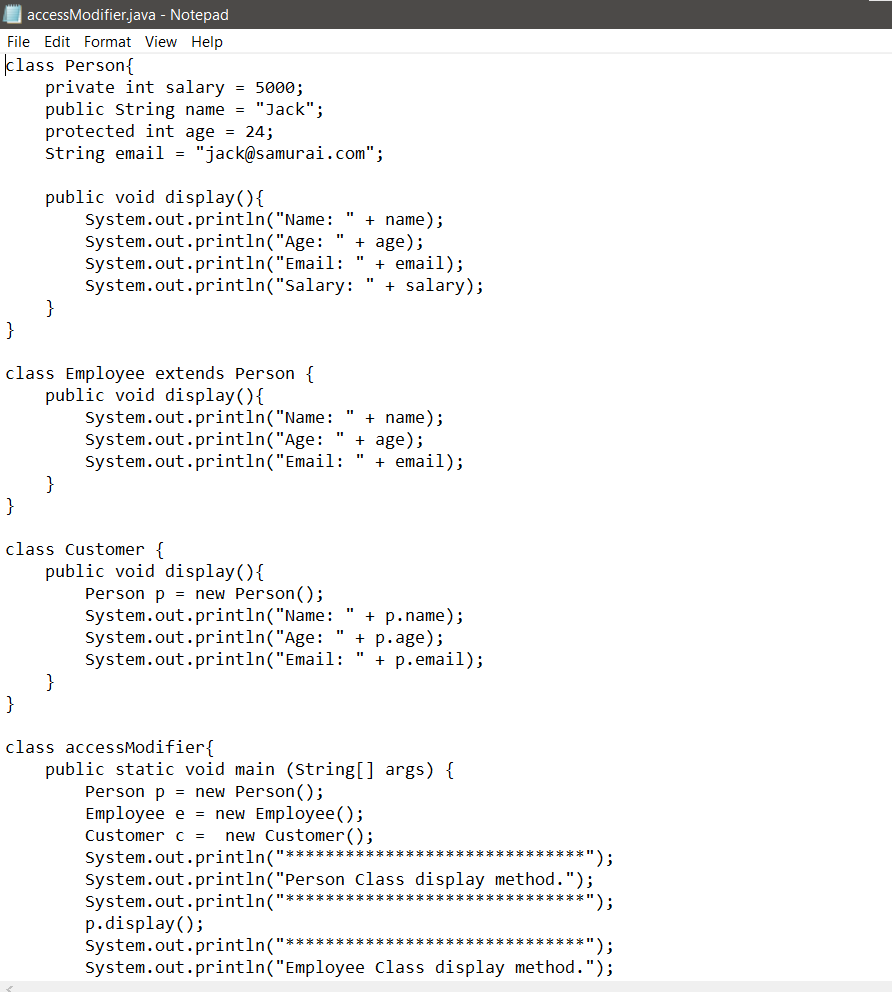 accessModifier.java - Notepad
File Edit Format View Help
class Person{
    private int salary = 5000;
    public String name = "Jack";
    protected int age = 24;
    String email = "jack@samurai.com";

    public void display(){
        System.out.println("Name: " + name);
        System.out.println("Age: " + age);
        System.out.println("Email: " + email);
        System.out.println("Salary: " + salary);
    }
}

class Employee extends Person {
    public void display(){
        System.out.println("Name: " + name);
        System.out.println("Age: " + age);
        System.out.println("Email: " + email);
    }
}

class Customer {
    public void display(){
        Person p = new Person();
        System.out.println("Name: " + p.name);
        System.out.println("Age: " + p.age);
        System.out.println("Email: " + p.email);
    }
}

class accessModifier{
    public static void main (String[] args) {
        Person p = new Person();
        Employee e = new Employee();
        Customer c =  new Customer();
        System.out.println("******************************");
        System.out.println("Person Class display method.");
        System.out.println("******************************");
        p.display();
        System.out.println("******************************");
        System.out.println("Employee Class display method.");